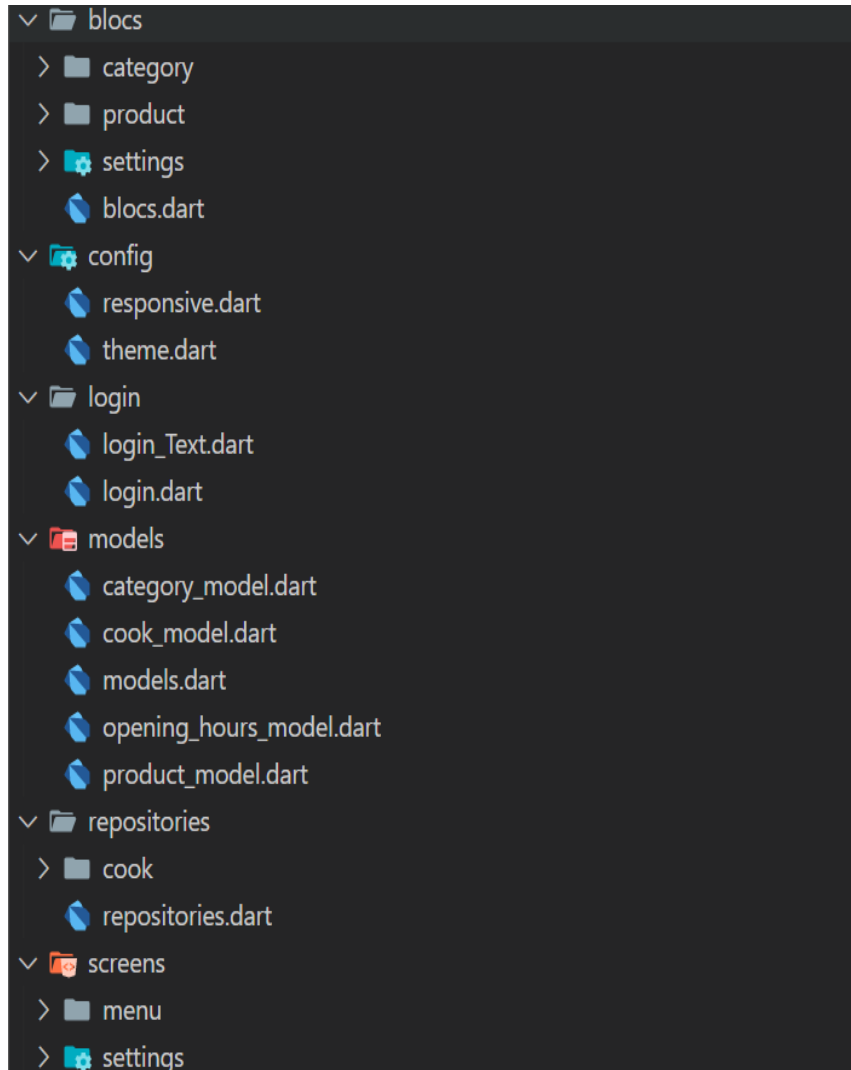 blocs
category
product
settings
blocs.dart
config
responsive.dart
theme.dart
login
login_Text.dart
login.dart
models
category_model.dart
cook_model.dart
models.dart
opening_hours_model.dart
product_model.dart
repositories
cook
repositories.dart
screens
menu
settings